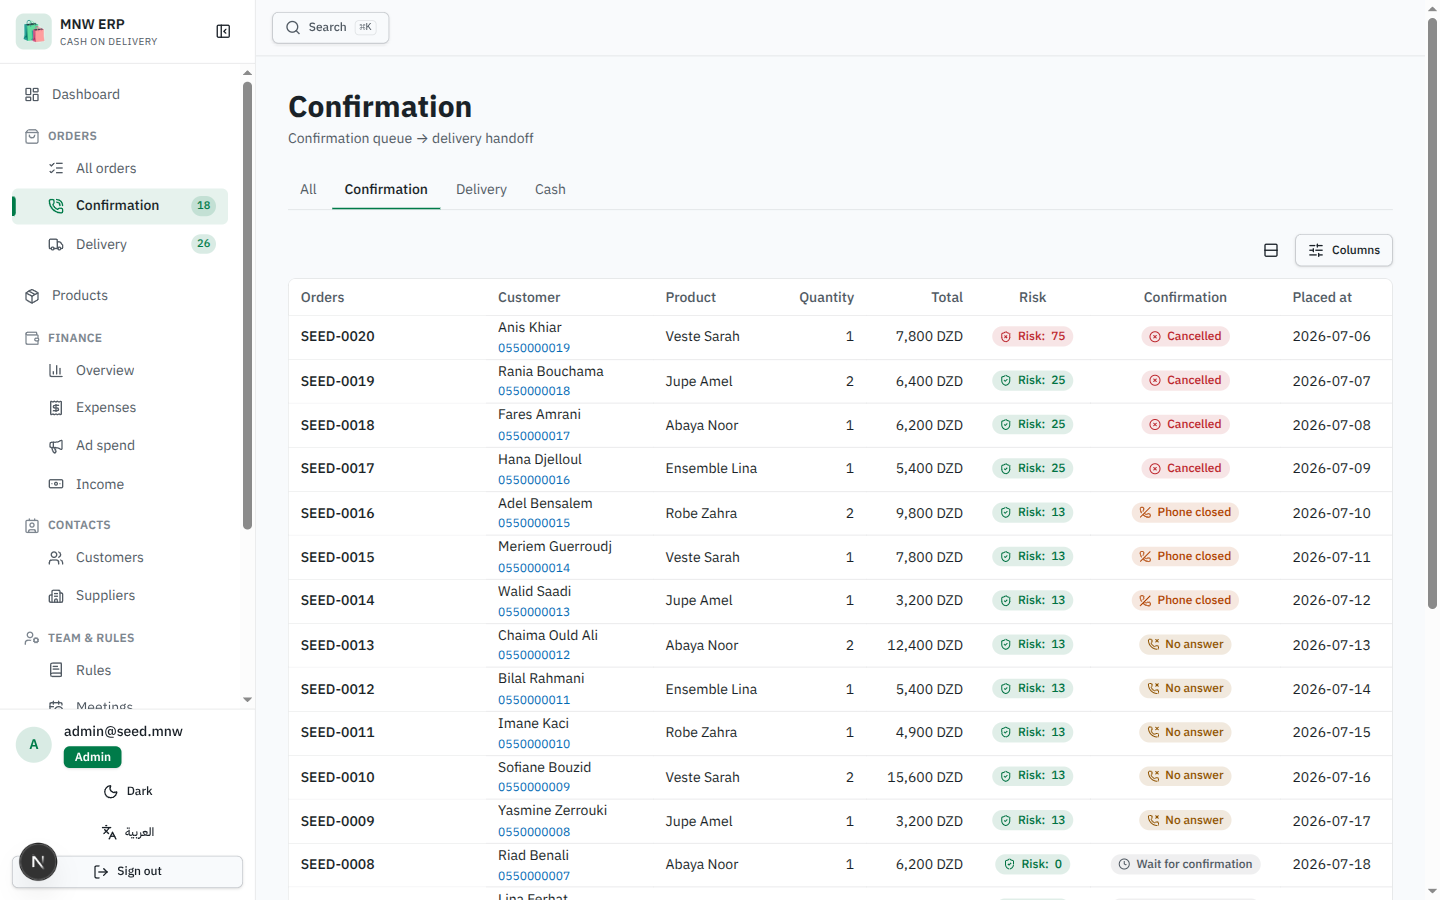 MNW ERP
CASH ON DELIVERY
Search ⌘K
Dashboard
ORDERS
All orders
Confirmation 18
Delivery 26
Products
FINANCE
Overview
Expenses
Ad spend
Income
CONTACTS
Customers
Suppliers
TEAM & RULES
Rules
Meetings
A
admin@seed.mnw
Admin
Dark
العربية
N
Sign out
Confirmation
Confirmation queue → delivery handoff
All Confirmation Delivery Cash
Columns
Orders Customer Product Quantity Total Risk Confirmation Placed at
SEED-0020 Anis Khiar 0550000019 Veste Sarah 1 7,800 DZD Risk: 75 Cancelled 2026-07-06
SEED-0019 Rania Bouchama 0550000018 Jupe Amel 2 6,400 DZD Risk: 25 Cancelled 2026-07-07
SEED-0018 Fares Amrani 0550000017 Abaya Noor 1 6,200 DZD Risk: 25 Cancelled 2026-07-08
SEED-0017 Hana Djelloul 0550000016 Ensemble Lina 1 5,400 DZD Risk: 25 Cancelled 2026-07-09
SEED-0016 Adel Bensalem 0550000015 Robe Zahra 2 9,800 DZD Risk: 13 Phone closed 2026-07-10
SEED-0015 Meriem Guerroudj 0550000014 Veste Sarah 1 7,800 DZD Risk: 13 Phone closed 2026-07-11
SEED-0014 Walid Saadi 0550000013 Jupe Amel 1 3,200 DZD Risk: 13 Phone closed 2026-07-12
SEED-0013 Chaima Ould Ali 0550000012 Abaya Noor 2 12,400 DZD Risk: 13 No answer 2026-07-13
SEED-0012 Bilal Rahmani 0550000011 Ensemble Lina 1 5,400 DZD Risk: 13 No answer 2026-07-14
SEED-0011 Imane Kaci 0550000010 Robe Zahra 1 4,900 DZD Risk: 13 No answer 2026-07-15
SEED-0010 Sofiane Bouzid 0550000009 Veste Sarah 2 15,600 DZD Risk: 13 No answer 2026-07-16
SEED-0009 Yasmine Zerrouki 0550000008 Jupe Amel 1 3,200 DZD Risk: 13 No answer 2026-07-17
SEED-0008 Riad Benali 0550000007 Abaya Noor 1 6,200 DZD Risk: 0 Wait for confirmation 2026-07-18
Lina Ferhat